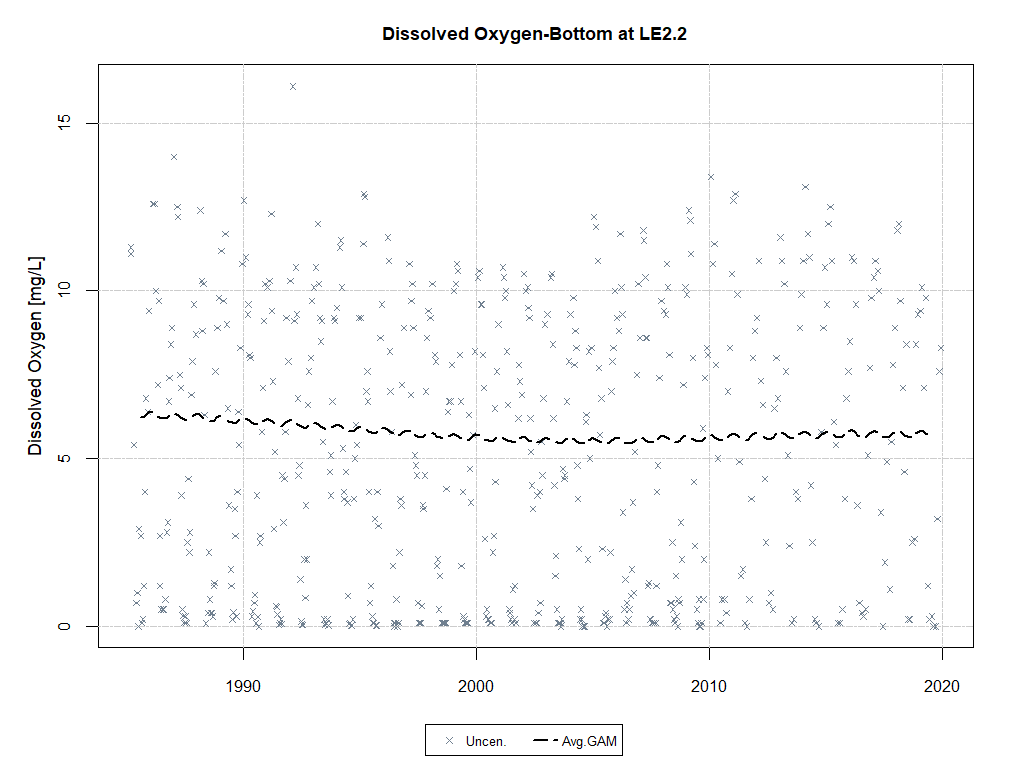 Dissolved Oxygen-Bottom at LE2.2
Dissolved Oxygen [mg/L]
15
10
5
0
1990 2000 2010 2020
Uncen. Avg.GAM